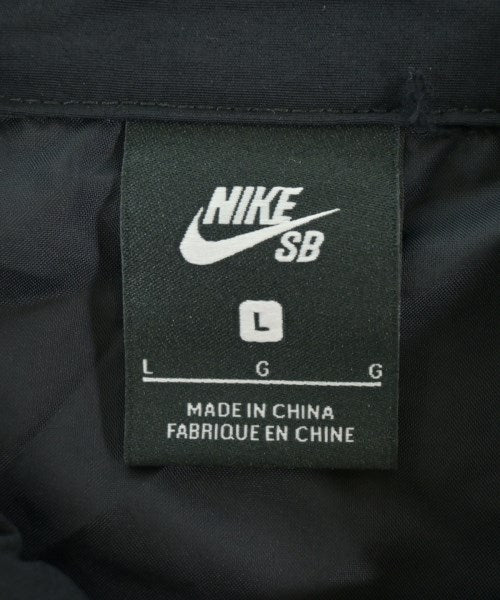 NIKE
SB
L
L G G
MADE IN CHINA
FABRIQUE EN CHINE